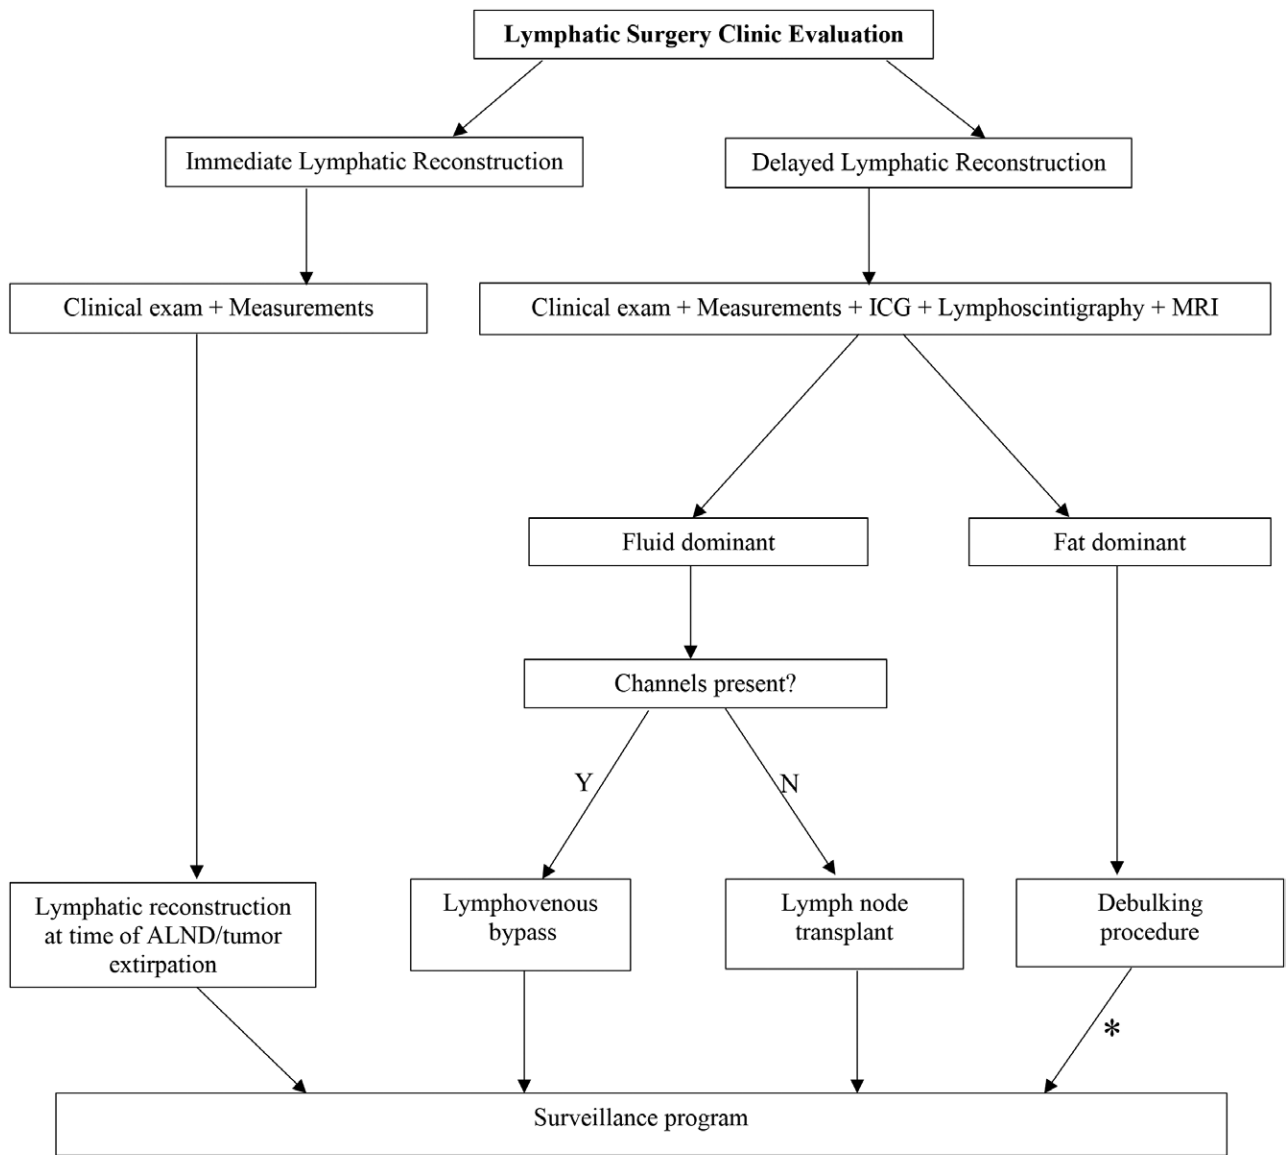 Lymphatic Surgery Clinic Evaluation
Immediate Lymphatic Reconstruction
Delayed Lymphatic Reconstruction
Clinical exam + Measurements
Clinical exam + Measurements + ICG + Lymphoscintigraphy + MRI
Fluid dominant
Fat dominant
Channels present?
Y
N
Lymphatic reconstruction
at time of ALND/tumor
extirpation
Lymphovenous
bypass
Lymph node
transplant
Debulking
procedure
*
Surveillance program